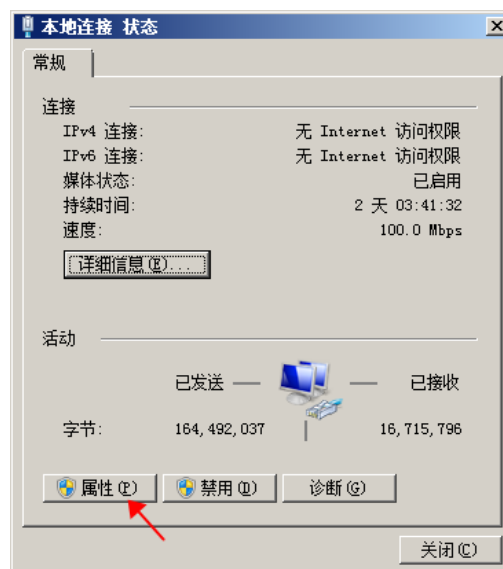 本地连接 状态
常规
连接
IPv4 连接: 无 Internet 访问权限
IPv6 连接: 无 Internet 访问权限
媒体状态: 已启用
持续时间: 2 天 03:41:32
速度: 100.0 Mbps
详细信息(E)...
活动
已发送 — — 已接收
字节: 164,492,037 16,715,796
属性(P) 禁用(D) 诊断(G)
关闭(C)